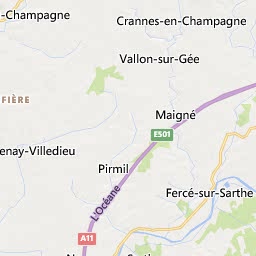 -Champagne
Crannes-en-Champagne
Vallon-sur-Gée
FIÈRE
Maigné
E501
enay-Villedieu
Pirmil
Fercé-sur-Sarthe
L'Océane
A11